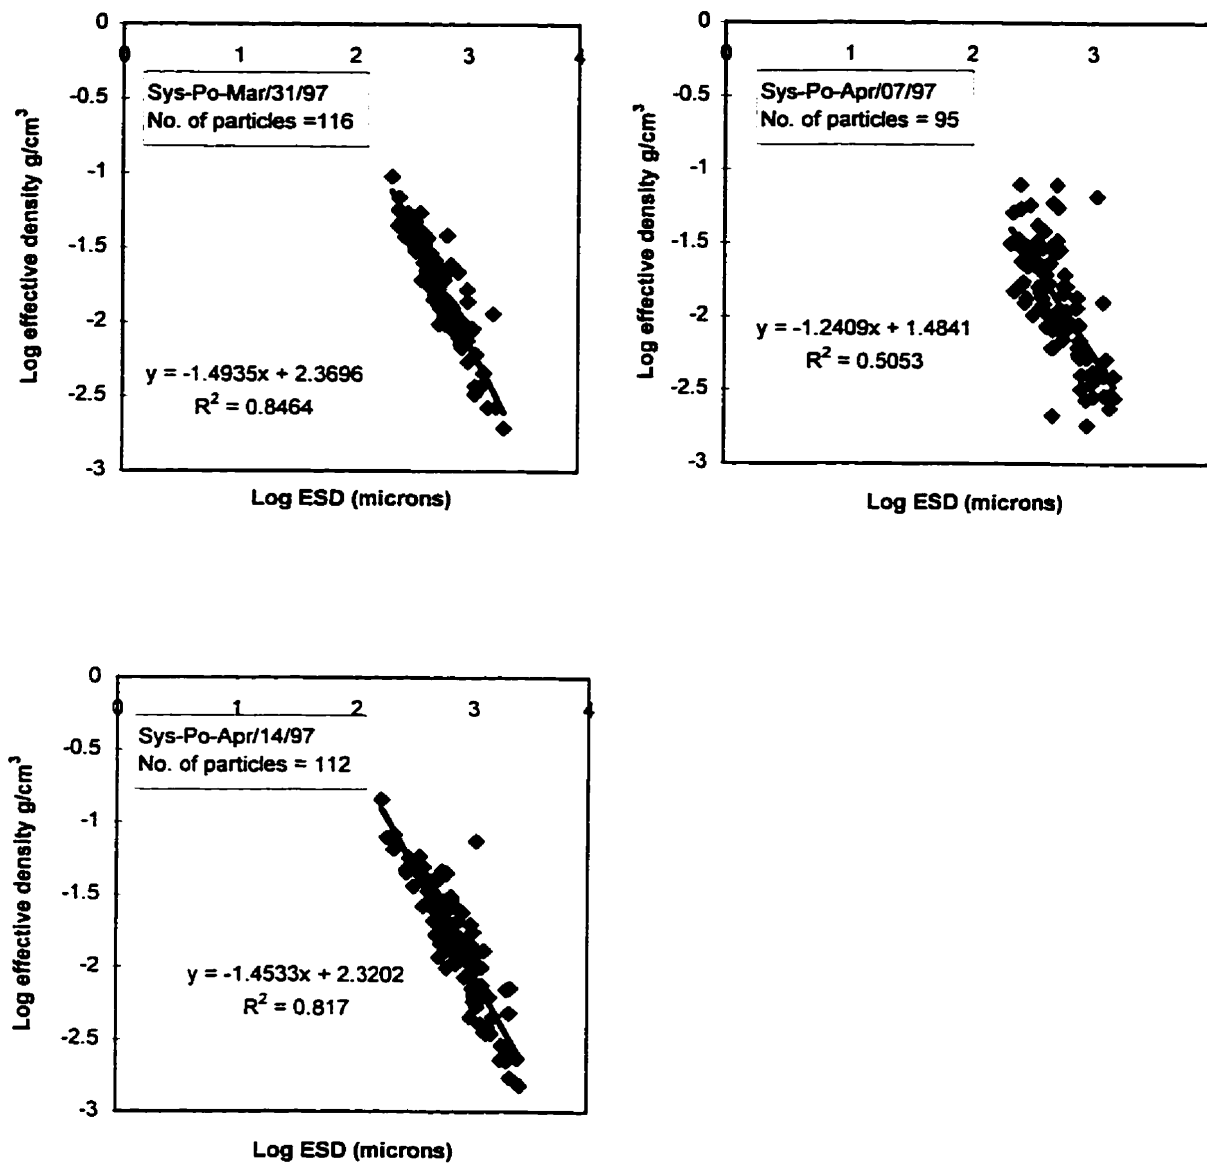 0
0 1 2 3 4
-0.5
Sys-Po-Mar/31/97
No. of particles =116
-1
-1.5
-2
y = -1.4935x + 2.3696
R² = 0.8464
-2.5
-3
Log effective density g/cm³
Log ESD (microns)
0
0 1 2 3
-0.5
Sys-Po-Apr/07/97
No. of particles = 95
-1
-1.5
-2
y = -1.2409x + 1.4841
R² = 0.5053
-2.5
-3
Log effective density g/cm³
Log ESD (microns)
0
0 1 2 3 4
-0.5
Sys-Po-Apr/14/97
No. of particles = 112
-1
-1.5
-2
y = -1.4533x + 2.3202
R² = 0.817
-2.5
-3
Log effective density g/cm³
Log ESD (microns)